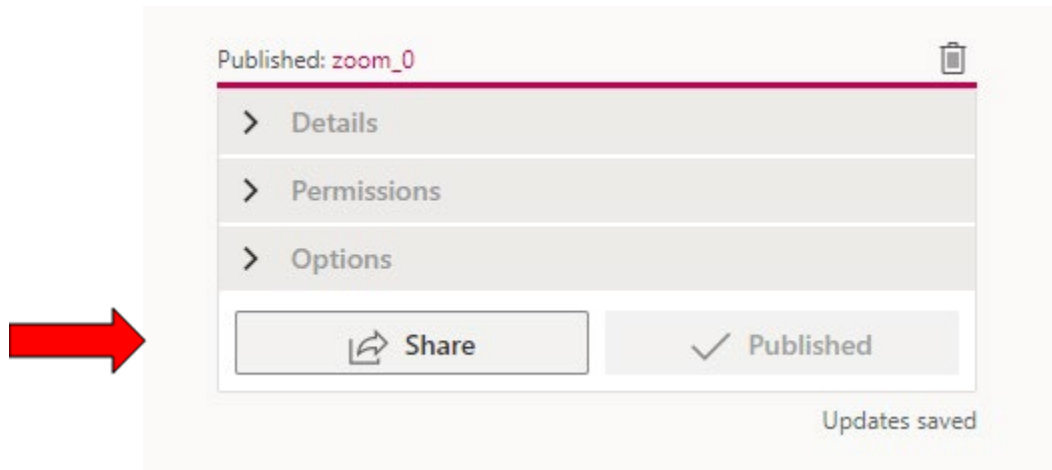 Published: zoom_0
Details
Permissions
Options
Share Published
Updates saved